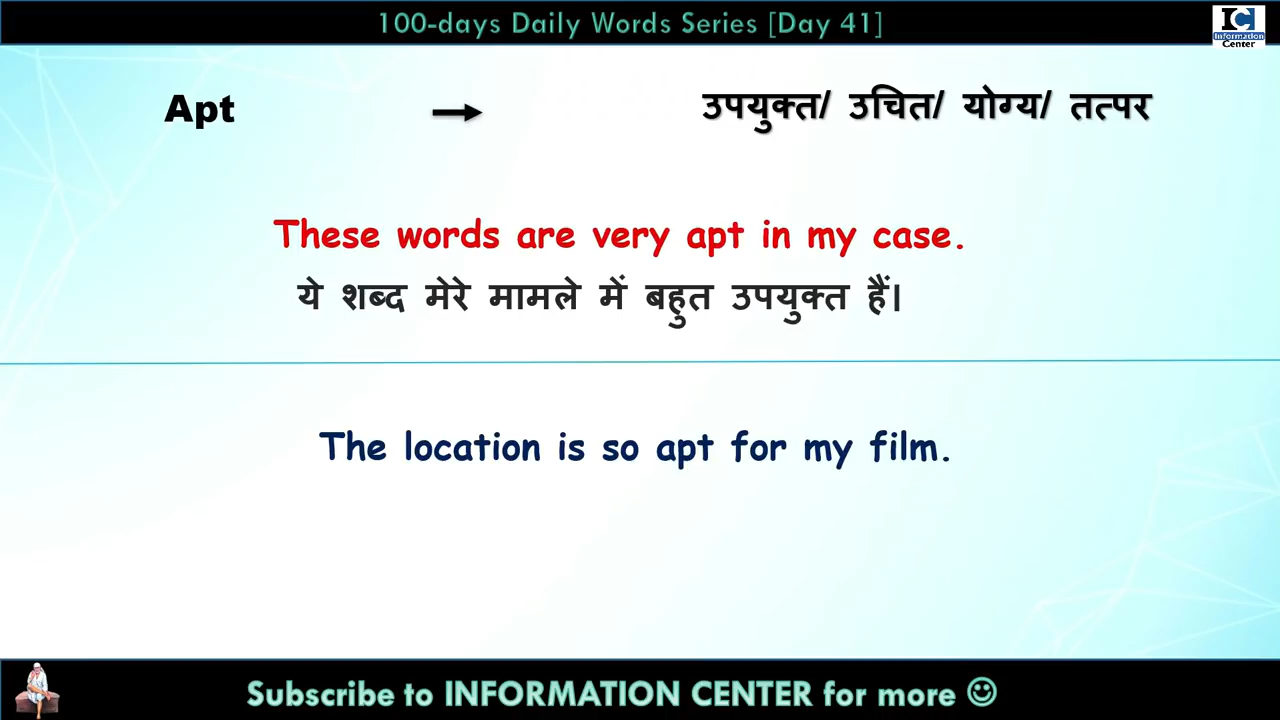 100-days Daily Words Series [Day 41]
IC
Information
Center
Apt → उपयुक्त/ उचित/ योग्य/ तत्पर
These words are very apt in my case.
ये शब्द मेरे मामले में बहुत उपयुक्त हैं।
The location is so apt for my film.
Subscribe to INFORMATION CENTER for more ☺